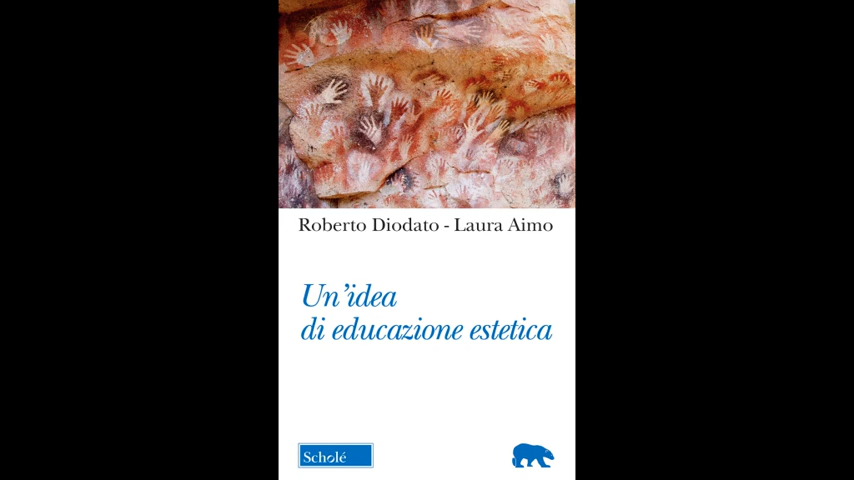 Roberto Diodato - Laura Aimo
Un'idea
di educazione estetica
Scholé